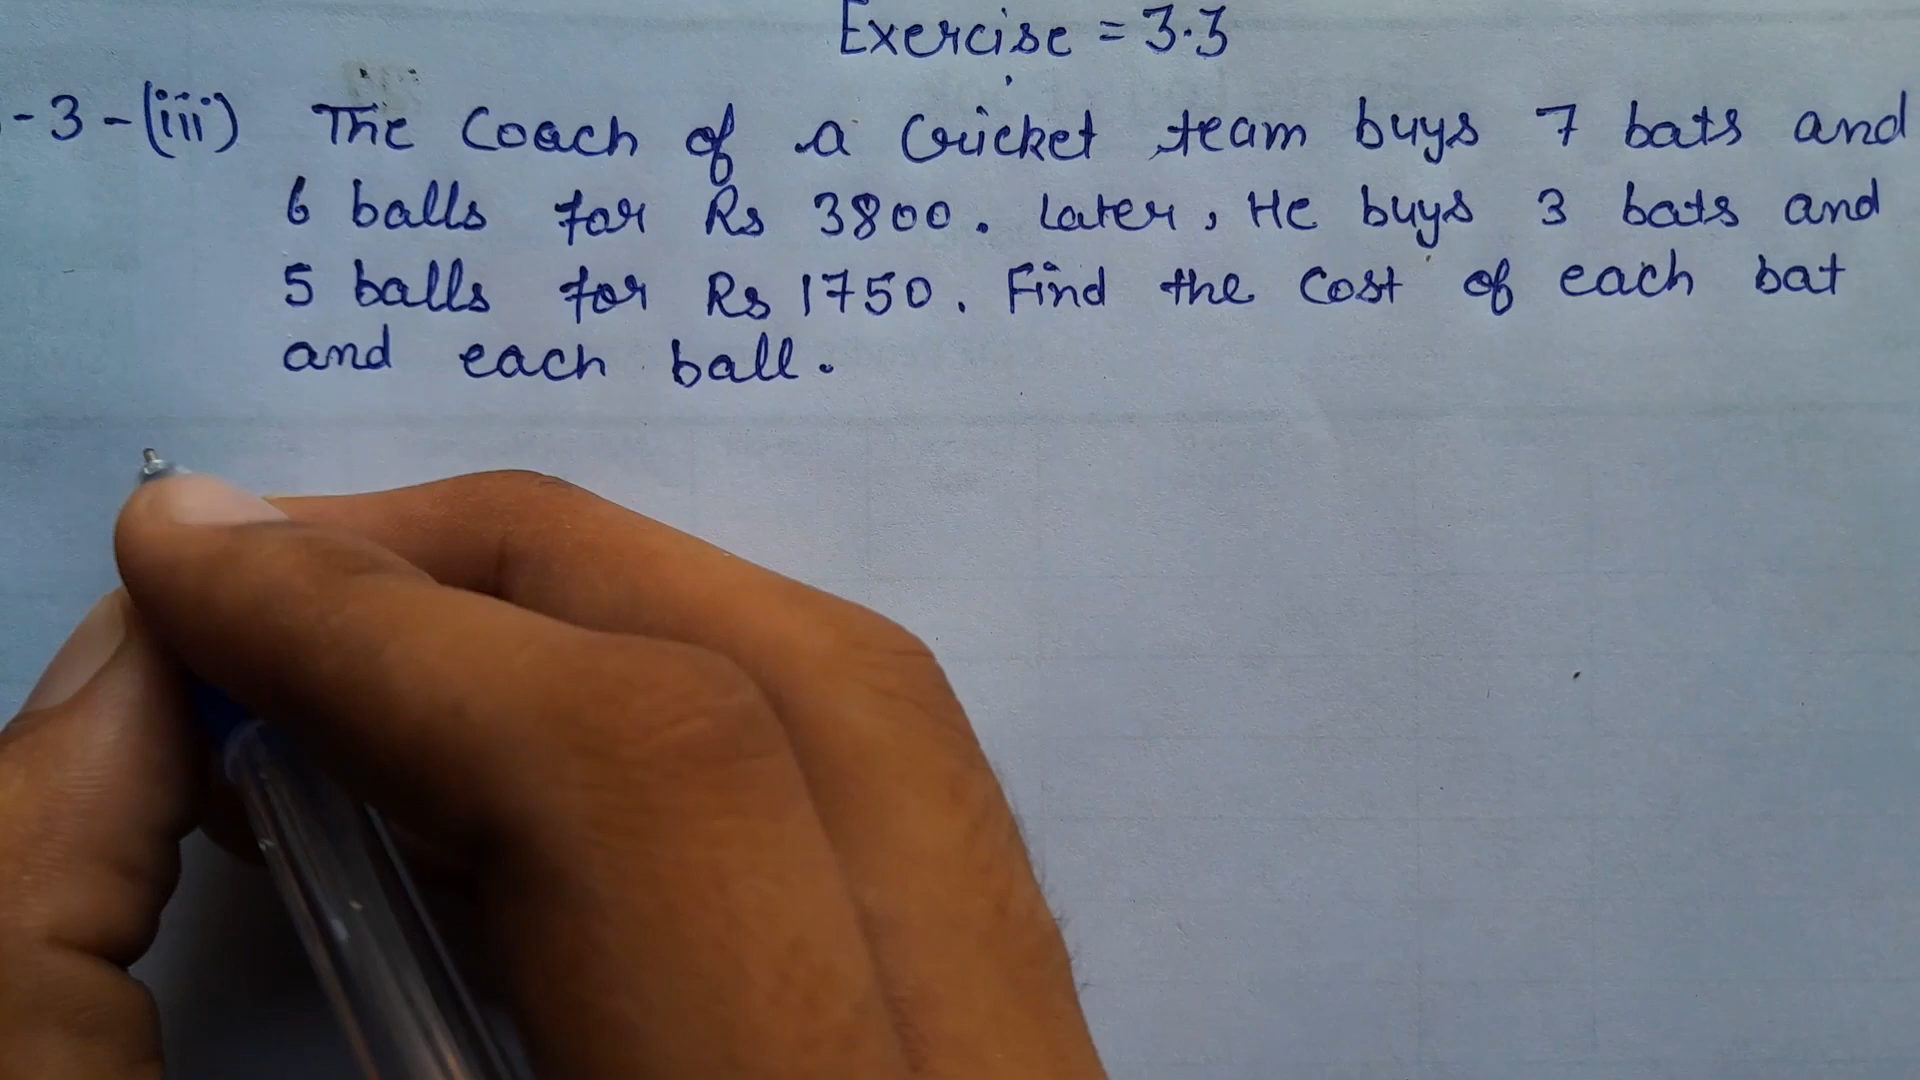 Exercise = 3.3
-3-(iii) The Coach of a Cricket team buys 7 bats and
6 balls for Rs 3800. Later, He buys 3 bats and
5 balls for Rs 1750. Find the Cost of each bat
and each ball.